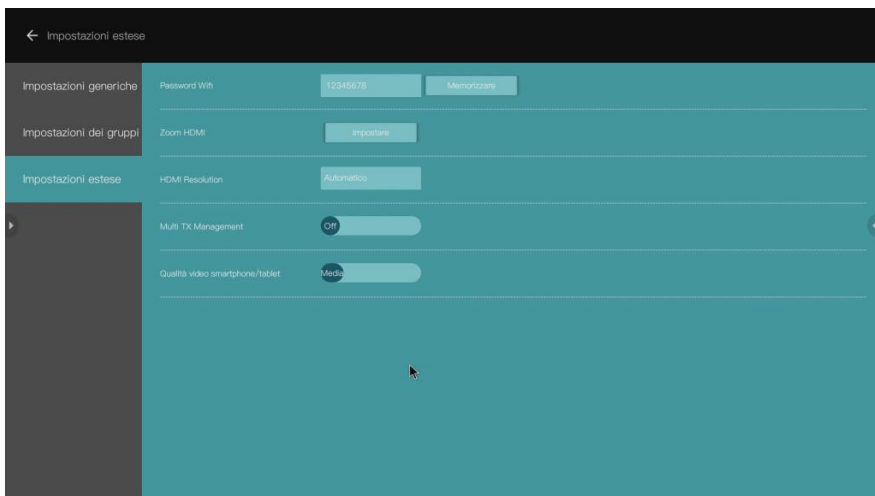 Impostazioni estese
Impostazioni generiche
Password Wifi
12345678
Memorizzare
Impostazioni dei gruppi
Zoom HDMI
Impostare
Impostazioni estese
HDMI Resolution
Automatico
Multi TX Management
Off
Qualità video smartphone/tablet
Media